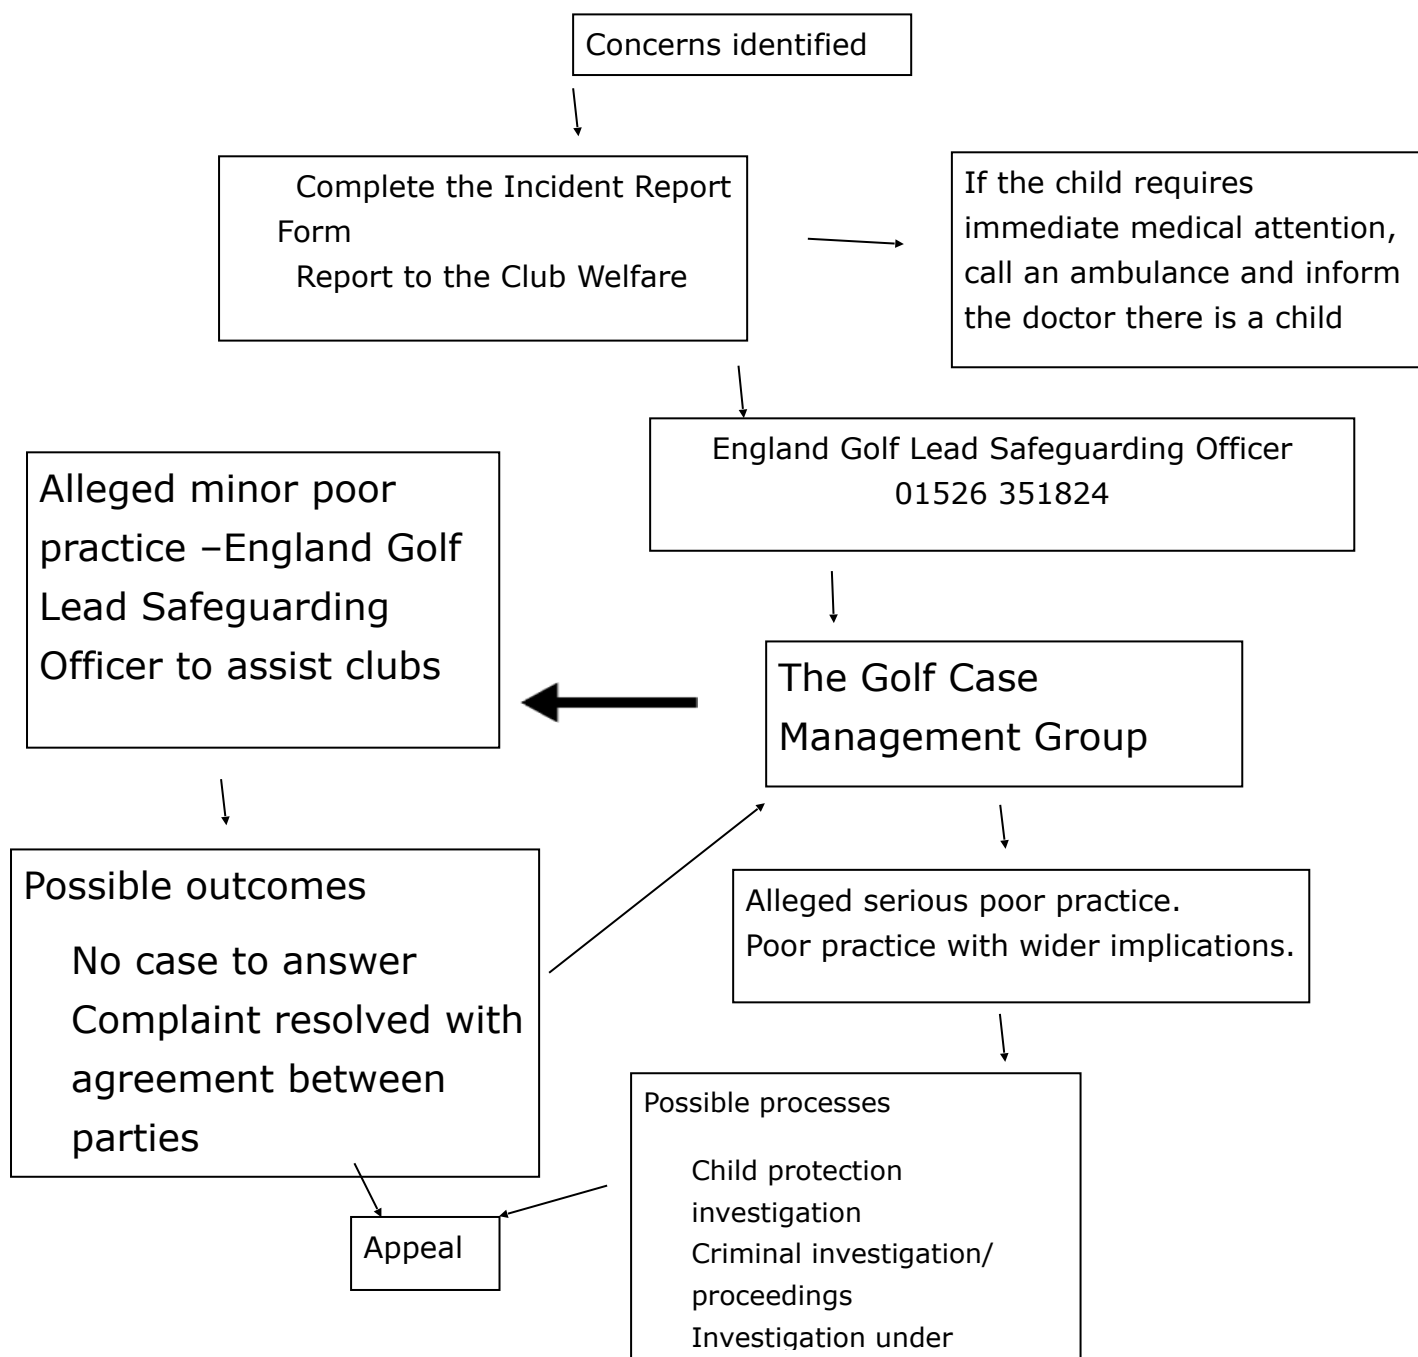 Concerns identified
Complete the Incident Report
Form
Report to the Club Welfare
If the child requires
immediate medical attention,
call an ambulance and inform
the doctor there is a child
England Golf Lead Safeguarding Officer
01526 351824
Alleged minor poor
practice –England Golf
Lead Safeguarding
Officer to assist clubs
The Golf Case
Management Group
Possible outcomes
No case to answer
Complaint resolved with
agreement between
parties
Alleged serious poor practice.
Poor practice with wider implications.
Possible processes
Child protection
investigation
Criminal investigation/
proceedings
Investigation under
Appeal